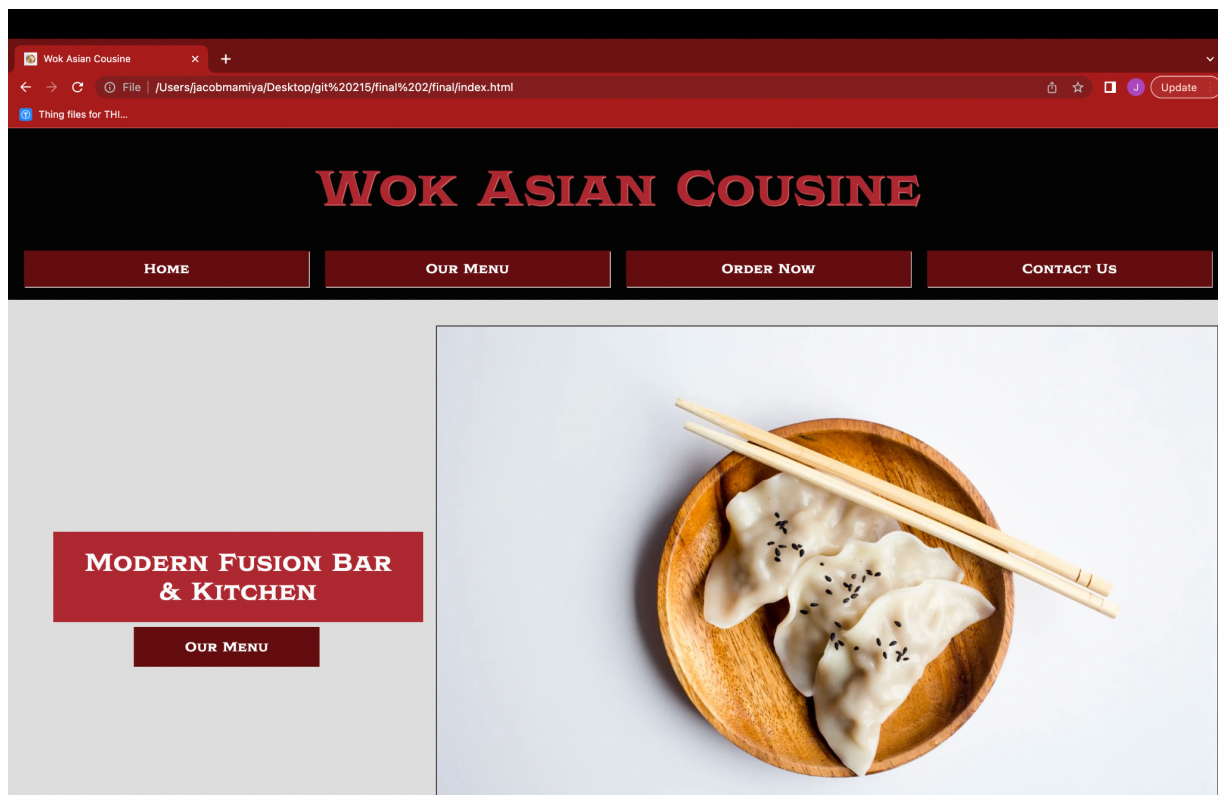 Wok Asian Cousine
File | /Users/jacobmamiya/Desktop/git%20215/final%202/final/index.html
J
Update
Thing files for THI...
Wok Asian Cousine
Home Our Menu Order Now Contact Us
Modern Fusion Bar
& Kitchen
Our Menu